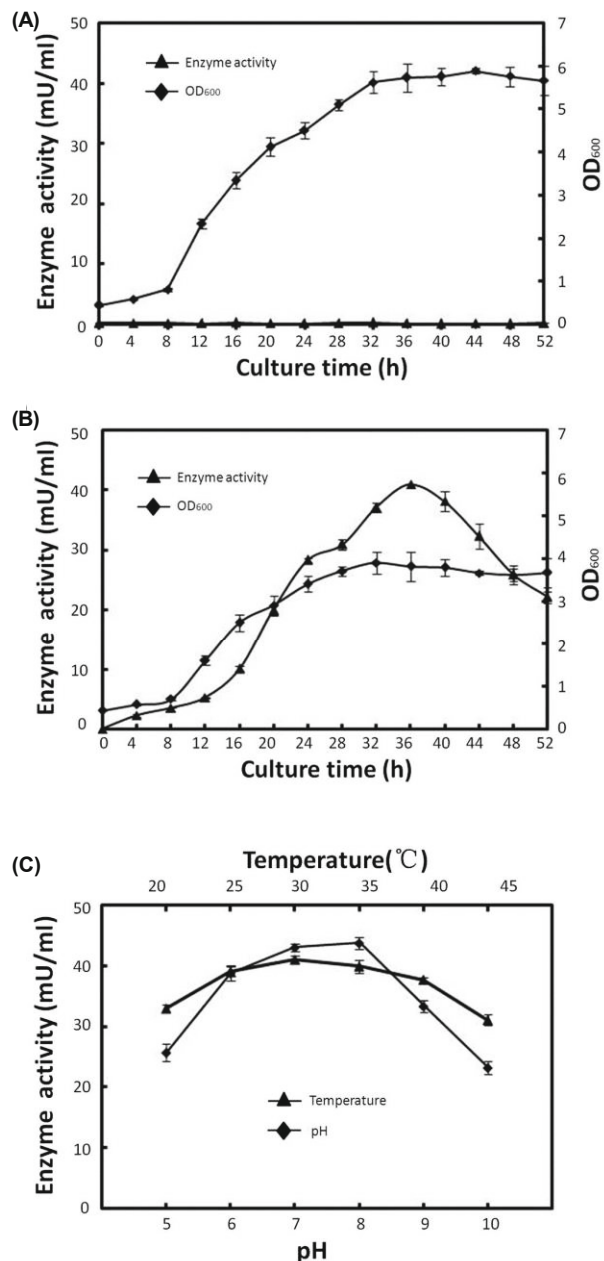 (A)
Enzyme activity (mU/ml)
50
40
30
20
10
0
Enzyme activity
OD600
7
6
5
4
3
2
1
0
OD600
0 4 8 12 16 20 24 28 32 36 40 44 48 52
Culture time (h)
(B)
Enzyme activity (mU/ml)
50
40
30
20
10
0
Enzyme activity
OD600
7
6
5
4
3
2
1
0
OD600
0 4 8 12 16 20 24 28 32 36 40 44 48 52
Culture time (h)
(C)
Temperature(℃)
20 25 30 35 40 45
Enzyme activity (mU/ml)
50
40
30
20
10
0
Temperature
pH
5 6 7 8 9 10
pH